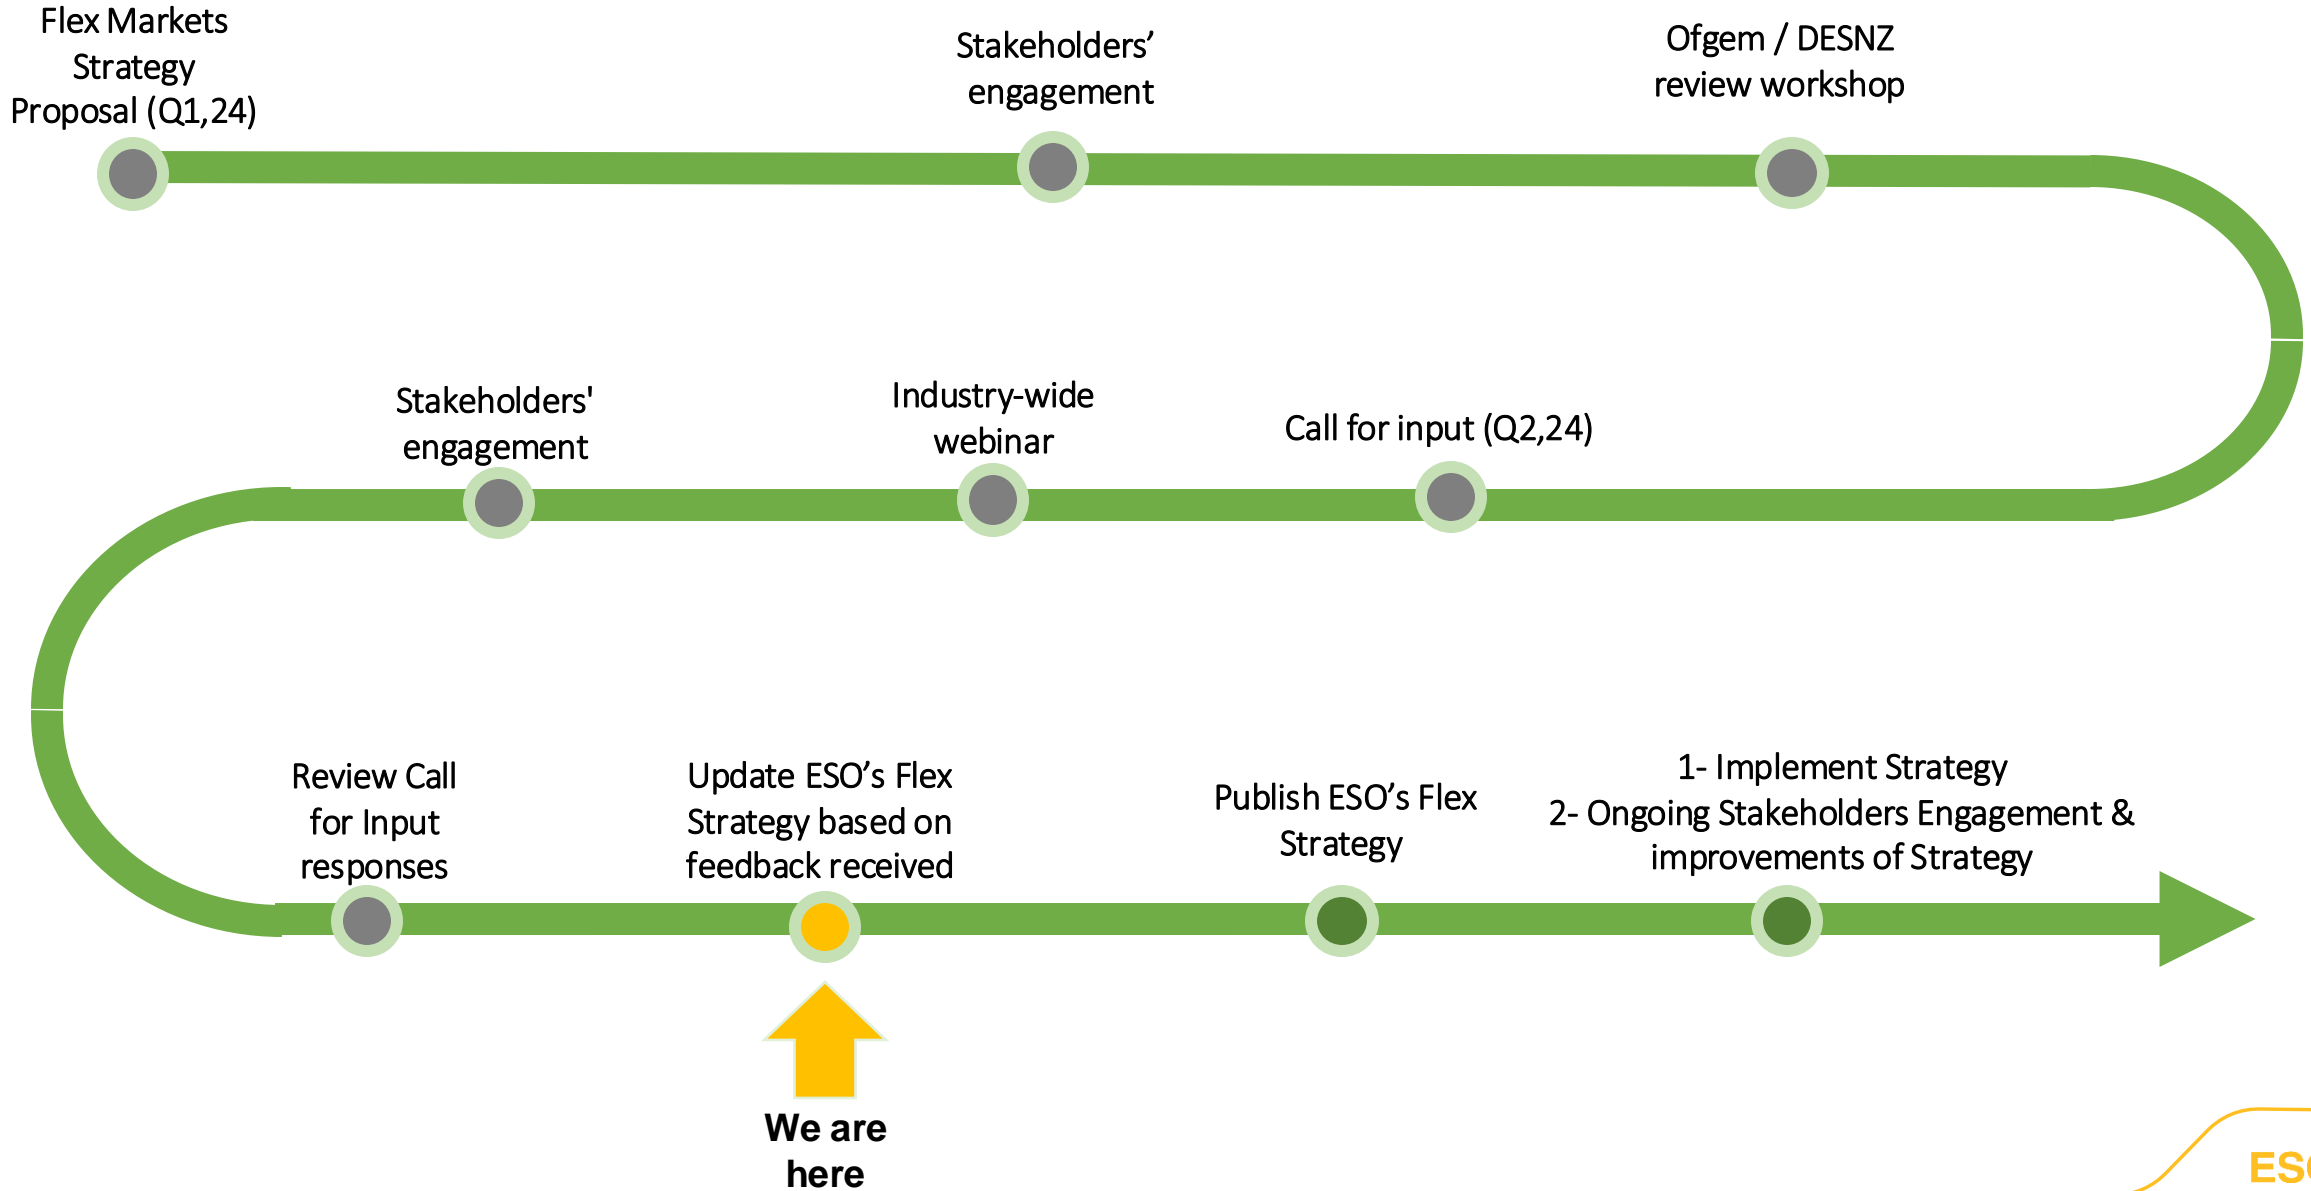 Flex Markets
Strategy
Proposal (Q1,24)
Stakeholders’
engagement
Ofgem / DESNZ
review workshop
Stakeholders'
engagement
Industry-wide
webinar
Call for input (Q2,24)
Review Call
for Input
responses
Update ESO’s Flex
Strategy based on
feedback received
Publish ESO’s Flex
Strategy
1- Implement Strategy
2- Ongoing Stakeholders Engagement &
improvements of Strategy
We are
here